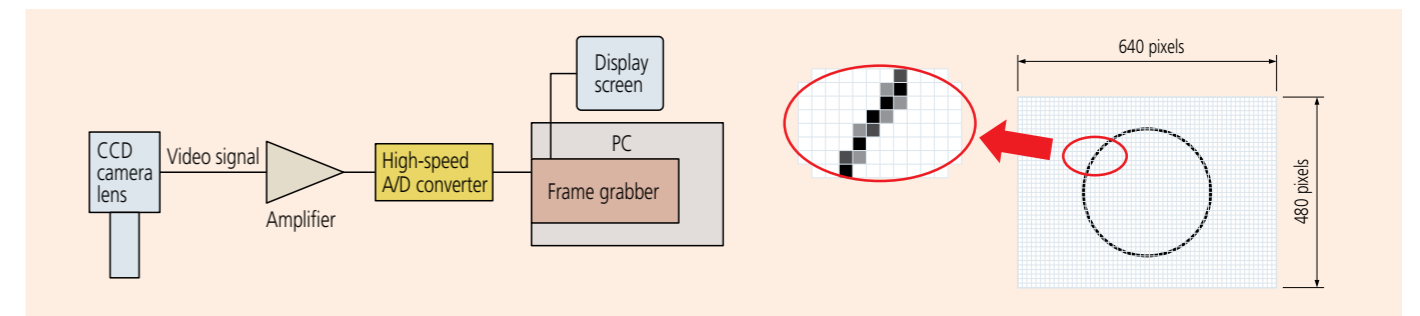 CCD
camera
lens
Video signal
Amplifier
High-speed
A/D converter
Display
screen
PC
Frame grabber
640 pixels
480 pixels